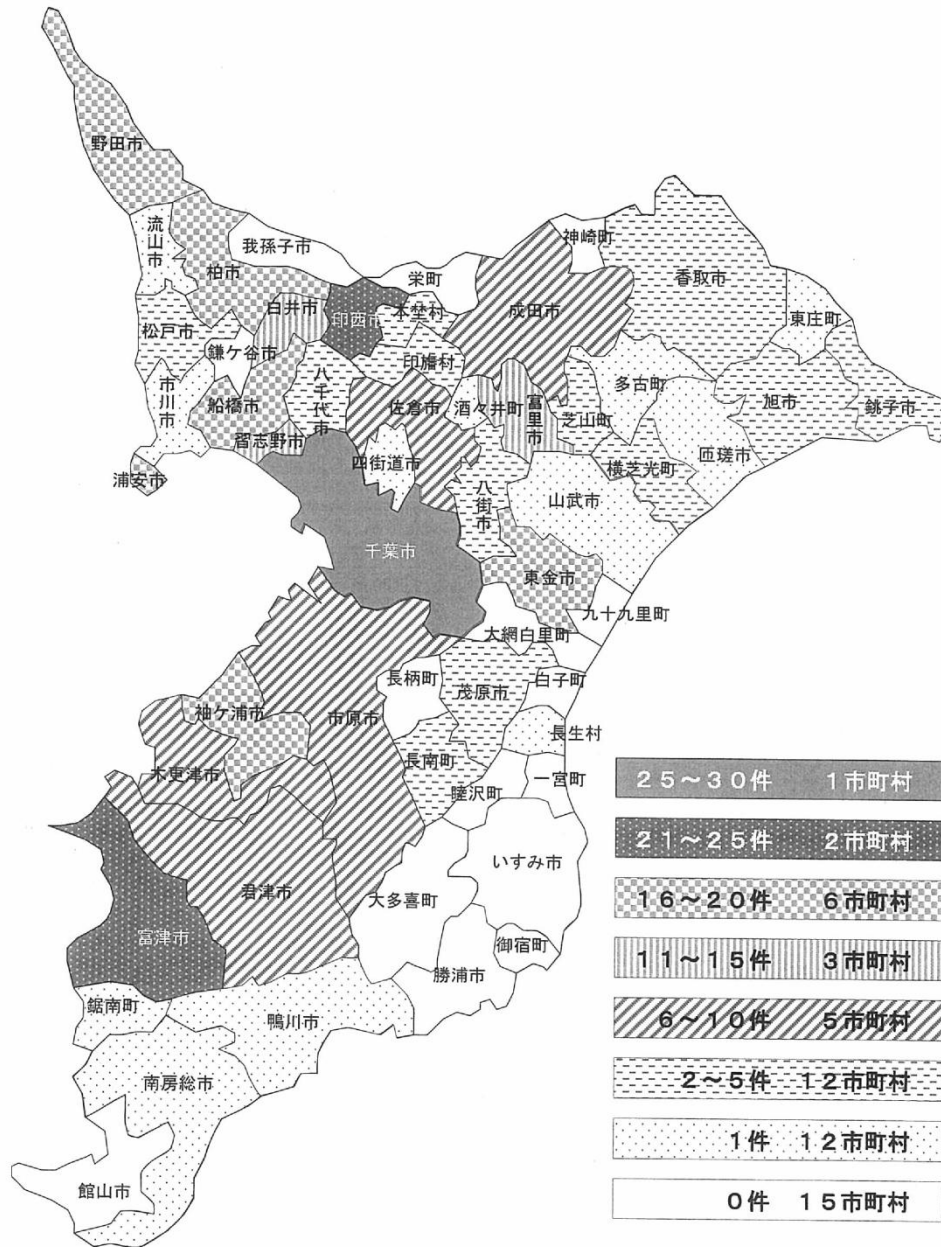 野田市
流山市
柏市
我孫子市
栄町
神崎町
香取市
東庄町
銚子市
旭市
匝瑳市
多古町
成田市
本埜村
印西市
白井市
松戸市
鎌ケ谷市
市川市
船橋市
習志野市
浦安市
八千代市
印旛村
佐倉市
酒々井町
富里市
芝山町
横芝光町
四街道市
八街市
山武市
千葉市
東金市
九十九里町
大網白里町
長柄町
茂原市
白子町
長生村
袖ケ浦市
市原市
木更津市
長南町
睦沢町
一宮町
いすみ市
君津市
大多喜町
富津市
御宿町
勝浦市
鋸南町
鴨川市
南房総市
館山市
25~30件 1市町村
21~25件 2市町村
16~20件 6市町村
11~15件 3市町村
6~10件 5市町村
2~5件 12市町村
1件 12市町村
0件 15市町村